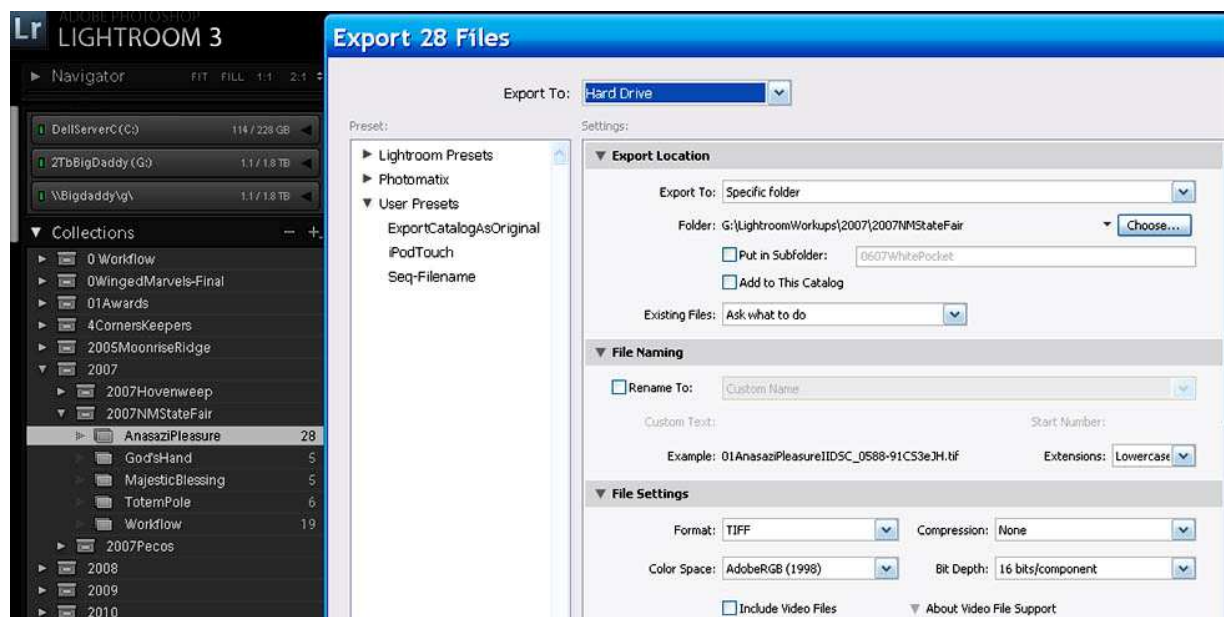 Lr
ADOBE PHOTOSHOP
LIGHTROOM 3
Navigator FIT FILL 1:1 2:1
DellServerC (C:) 114 / 228 GB
2TbBigDaddy (G:) 1.1 / 1.8 TB
\\Bigdaddy\g\ 1.1 / 1.8 TB
Collections − +
0 Workflow
0WingedMarvels-Final
01Awards
4CornersKeepers
2005MoonriseRidge
2007
2007Hovenweep
2007NMStateFair
AnasaziPleasure 28
God'sHand 5
MajesticBlessing 5
TotemPole 6
Workflow 19
2007Pecos
2008
2009
2010
Export 28 Files
Export To: Hard Drive
Preset:
Lightroom Presets
Photomatix
User Presets
ExportCatalogAsOriginal
iPodTouch
Seq-Filename
Settings:
Export Location
Export To: Specific folder
Folder: G:\LightroomWorkups\2007\2007NMStateFair Choose...
Put in Subfolder: 0607WhitePocket
Add to This Catalog
Existing Files: Ask what to do
File Naming
Rename To: Custom Name
Custom Text: Start Number:
Example: 01AnasaziPleasureIIDSC_0588-91CS3eJH.tif Extensions: Lowercase
File Settings
Format: TIFF Compression: None
Color Space: AdobeRGB (1998) Bit Depth: 16 bits/component
Include Video Files About Video File Support